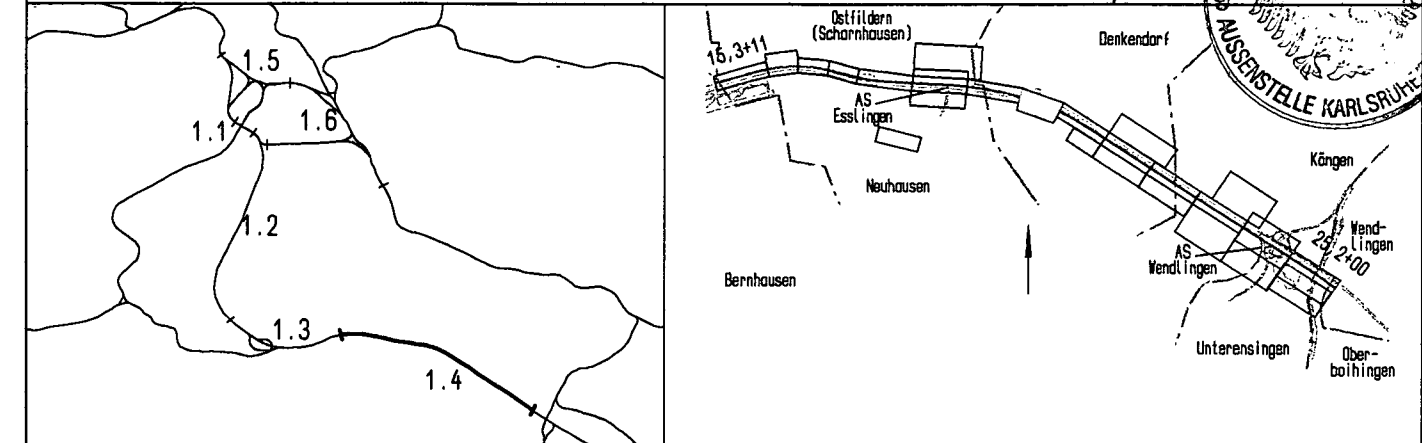 1.5
1.6
1.1
1.2
1.3
1.4
Ostfildern
(Scharnhausen)
Denkendorf
15,3+11
AS
Esslingen
Neuhausen
Köngen
Wend-
lingen
25,2+00
AS
Wendlingen
Bernhausen
Unterensingen
Ober-
boihingen
AUSSENSTELLE KARLSRUHE